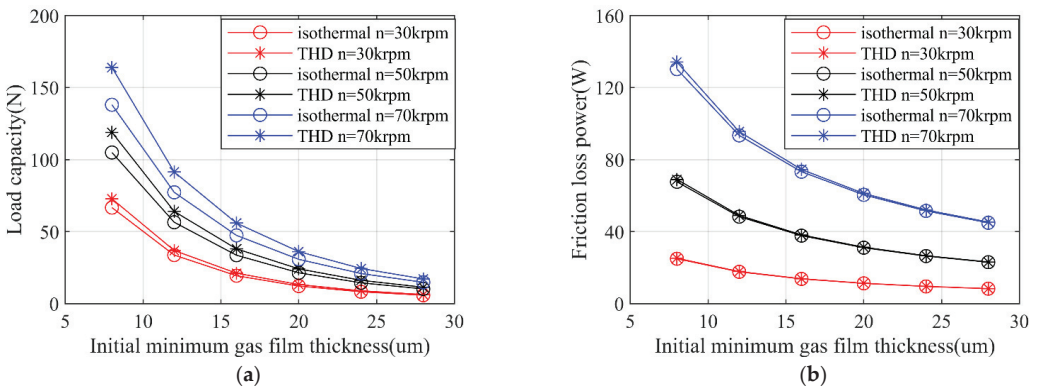 200
150
100
50
0
5 10 15 20 25 30
Load capacity(N)
Initial minimum gas film thickness(um)
isothermal n=30krpm
THD n=30krpm
isothermal n=50krpm
THD n=50krpm
isothermal n=70krpm
THD n=70krpm
(a)
160
120
80
40
0
5 10 15 20 25 30
Friction loss power(W)
Initial minimum gas film thickness(um)
isothermal n=30krpm
THD n=30krpm
isothermal n=50krpm
THD n=50krpm
isothermal n=70krpm
THD n=70krpm
(b)